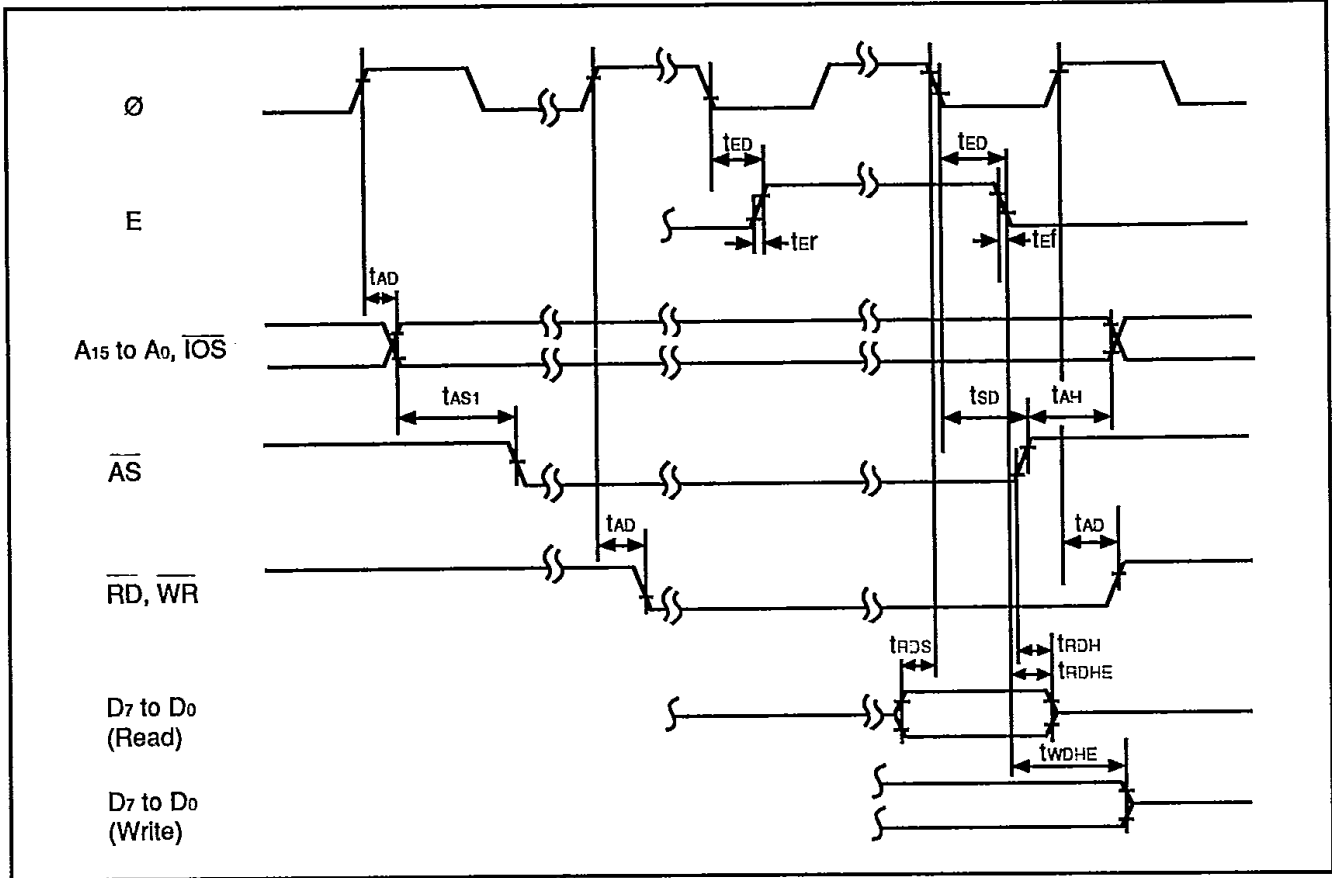 Ø
tED
tED
E
tEr
tEf
tAD
A15 to A0, IOS
tAS1
tSD
tAH
AS
tAD
tAD
RD, WR
tRDS
tRDH
tRDHE
D7 to D0
(Read)
tWDHE
D7 to D0
(Write)